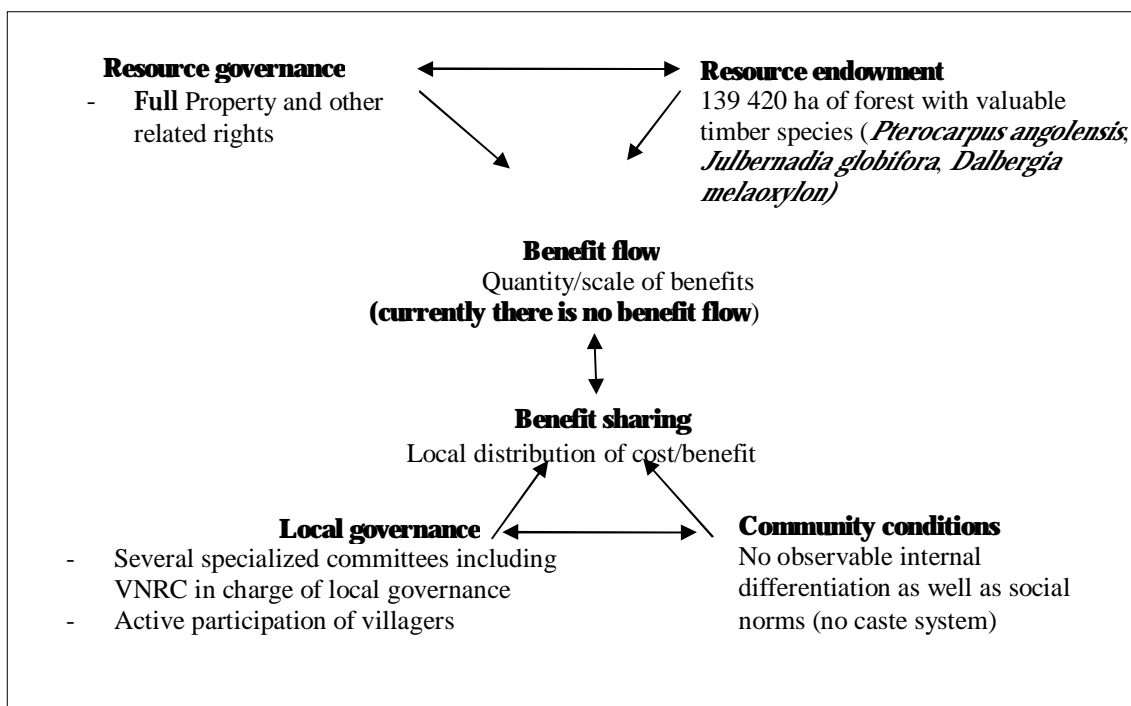 Resource governance
- Full Property and other
related rights
Resource endowment
139 420 ha of forest with valuable
timber species (Pterocarpus angolensis,
Julbernadia globifora, Dalbergia
melaoxylon)
Benefit flow
Quantity/scale of benefits
(currently there is no benefit flow)
Benefit sharing
Local distribution of cost/benefit
Local governance
- Several specialized committees including
VNRC in charge of local governance
- Active participation of villagers
Community conditions
No observable internal
differentiation as well as social
norms (no caste system)